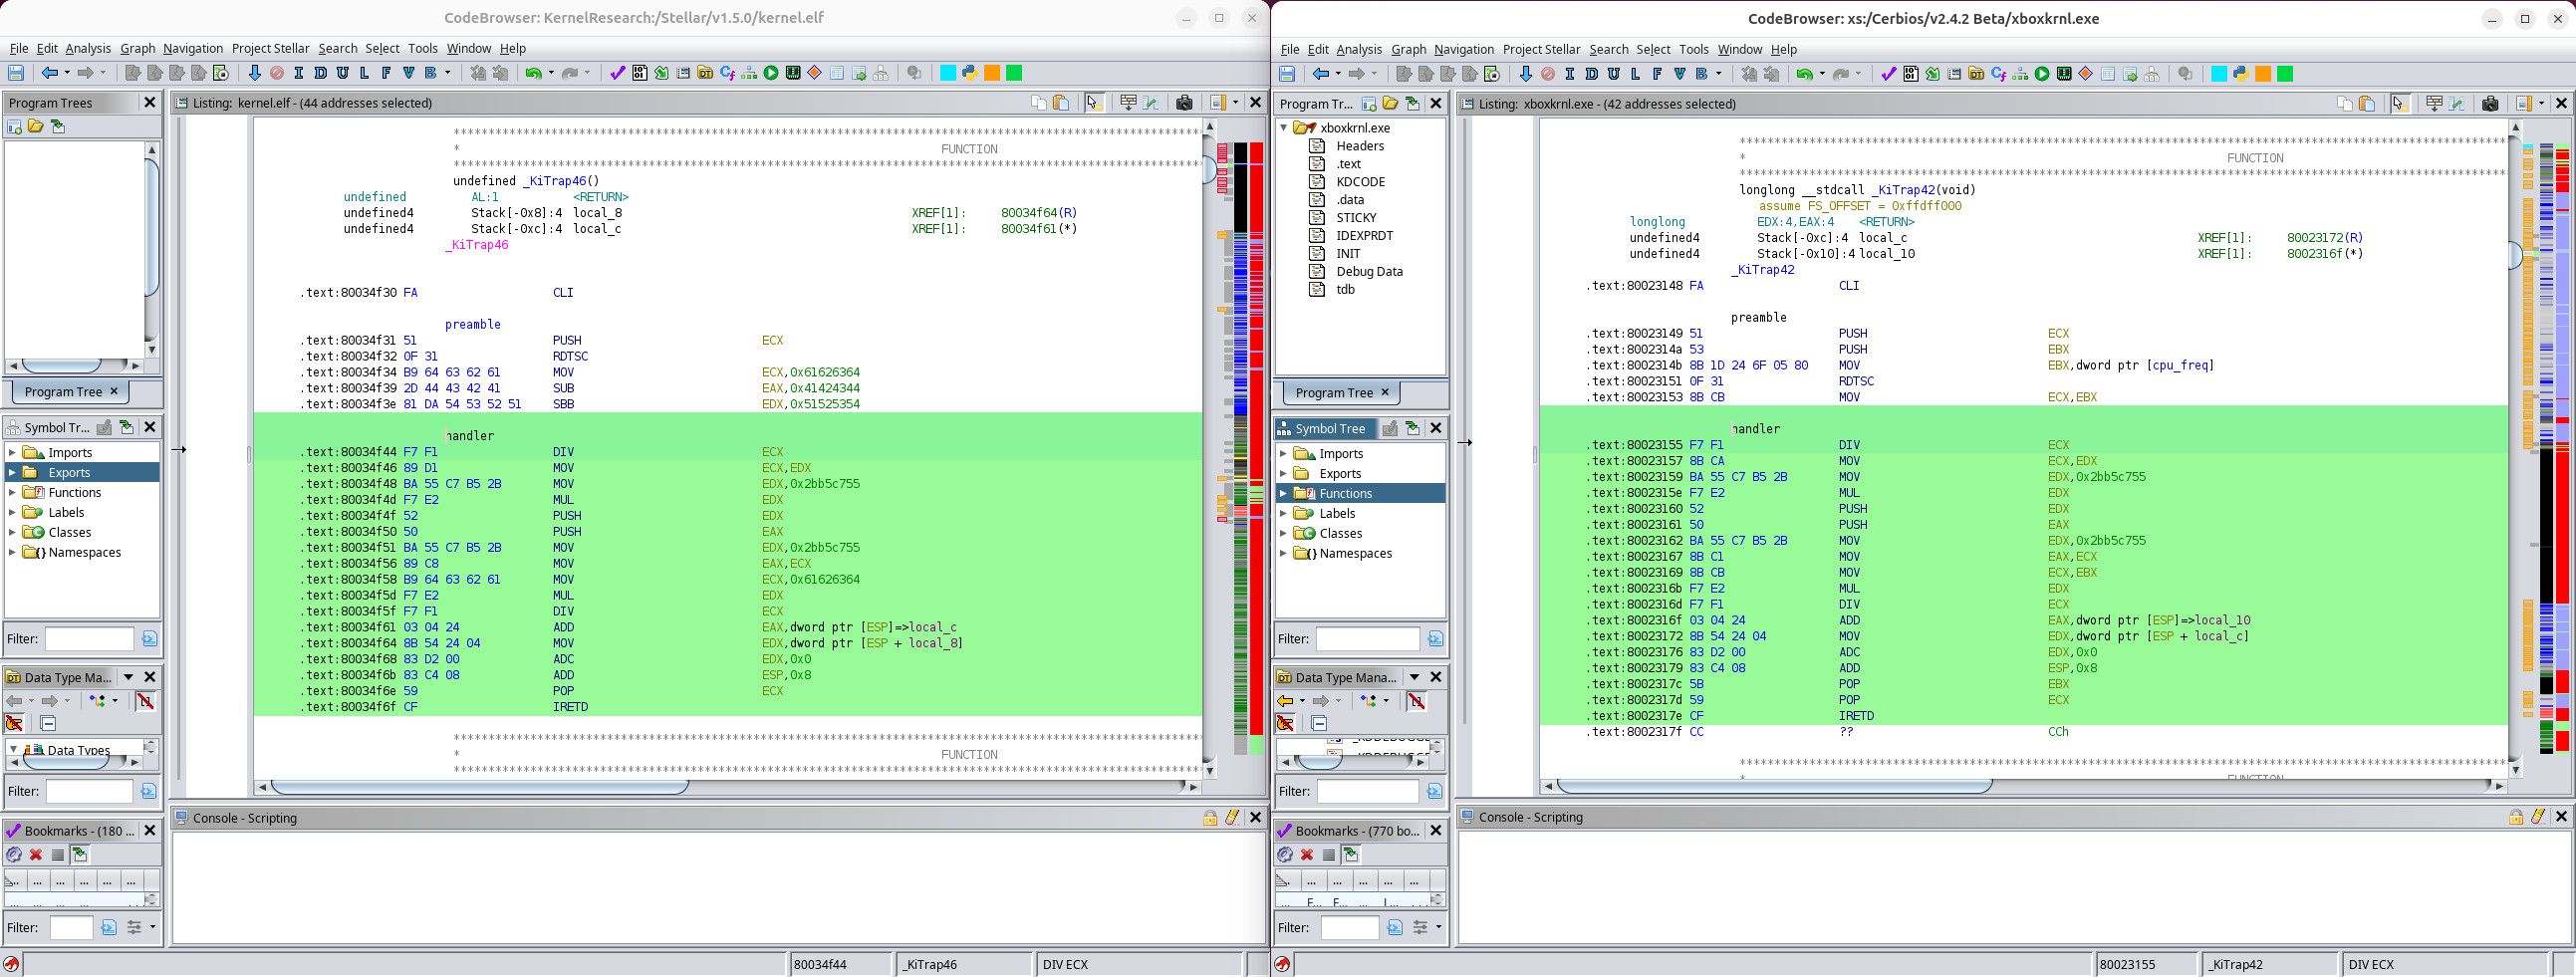 CodeBrowser: KernelResearch:/Stellar/v1.5.0/kernel.elf
File Edit Analysis Graph Navigation Project Stellar Search Select Tools Window Help
Program Trees
Program Tree
Symbol Tr...
Imports
Exports
Functions
Labels
Classes
Namespaces
Filter:
Data Type Ma...
Data Types
Filter:
Bookmarks - (180 ...
Filter:
Listing: kernel.elf - (44 addresses selected)
* FUNCTION
undefined _KiTrap46()
undefined AL:1 <RETURN>
undefined4 Stack[-0x8]:4 local_8 XREF[1]: 80034f64(R)
undefined4 Stack[-0xc]:4 local_c XREF[1]: 80034f61(*)
_KiTrap46
.text:80034f30 FA CLI
preamble
.text:80034f31 51 PUSH ECX
.text:80034f32 0F 31 RDTSC
.text:80034f34 B9 64 63 62 61 MOV ECX,0x61626364
.text:80034f39 2D 44 43 42 41 SUB EAX,0x41424344
.text:80034f3e 81 DA 54 53 52 51 SBB EDX,0x51525354
handler
.text:80034f44 F7 F1 DIV ECX
.text:80034f46 89 D1 MOV ECX,EDX
.text:80034f48 BA 55 C7 B5 2B MOV EDX,0x2bb5c755
.text:80034f4d F7 E2 MUL EDX
.text:80034f4f 52 PUSH EDX
.text:80034f50 50 PUSH EAX
.text:80034f51 BA 55 C7 B5 2B MOV EDX,0x2bb5c755
.text:80034f56 89 C8 MOV EAX,ECX
.text:80034f58 B9 64 63 62 61 MOV ECX,0x61626364
.text:80034f5d F7 E2 MUL EDX
.text:80034f5f F7 F1 DIV ECX
.text:80034f61 03 04 24 ADD EAX,dword ptr [ESP]=>local_c
.text:80034f64 8B 54 24 04 MOV EDX,dword ptr [ESP + local_8]
.text:80034f68 83 D2 00 ADC EDX,0x0
.text:80034f6b 83 C4 08 ADD ESP,0x8
.text:80034f6e 59 POP ECX
.text:80034f6f CF IRETD
* FUNCTION
Console - Scripting
80034f44 _KiTrap46 DIV ECX
CodeBrowser: xs:/Cerbios/v2.4.2 Beta/xboxkrnl.exe
File Edit Analysis Graph Navigation Project Stellar Search Select Tools Window Help
Program Tr...
xboxkrnl.exe
Headers
.text
KDCODE
.data
STICKY
IDEXPRDT
INIT
Debug Data
tdb
Program Tree
Symbol Tree
Imports
Exports
Functions
Labels
Classes
Namespaces
Filter:
Data Type Mana...
Filter:
Bookmarks - (770 bo...
Filter:
Listing: xboxkrnl.exe - (42 addresses selected)
* FUNCTION
longlong __stdcall _KiTrap42(void)
assume FS_OFFSET = 0xffdff000
longlong EDX:4,EAX:4 <RETURN>
undefined4 Stack[-0xc]:4 local_c XREF[1]: 80023172(R)
undefined4 Stack[-0x10]:4 local_10 XREF[1]: 8002316f(*)
_KiTrap42
.text:80023148 FA CLI
preamble
.text:80023149 51 PUSH ECX
.text:8002314a 53 PUSH EBX
.text:8002314b 8B 1D 24 6F 05 80 MOV EBX,dword ptr [cpu_freq]
.text:80023151 0F 31 RDTSC
.text:80023153 8B CB MOV ECX,EBX
handler
.text:80023155 F7 F1 DIV ECX
.text:80023157 8B CA MOV ECX,EDX
.text:80023159 BA 55 C7 B5 2B MOV EDX,0x2bb5c755
.text:8002315e F7 E2 MUL EDX
.text:80023160 52 PUSH EDX
.text:80023161 50 PUSH EAX
.text:80023162 BA 55 C7 B5 2B MOV EDX,0x2bb5c755
.text:80023167 8B C1 MOV EAX,ECX
.text:80023169 8B CB MOV ECX,EBX
.text:8002316b F7 E2 MUL EDX
.text:8002316d F7 F1 DIV ECX
.text:8002316f 03 04 24 ADD EAX,dword ptr [ESP]=>local_10
.text:80023172 8B 54 24 04 MOV EDX,dword ptr [ESP + local_c]
.text:80023176 83 D2 00 ADC EDX,0x0
.text:80023179 83 C4 08 ADD ESP,0x8
.text:8002317c 5B POP EBX
.text:8002317d 59 POP ECX
.text:8002317e CF IRETD
.text:8002317f CC ?? CCh
* FUNCTION
Console - Scripting
80023155 _KiTrap42 DIV ECX